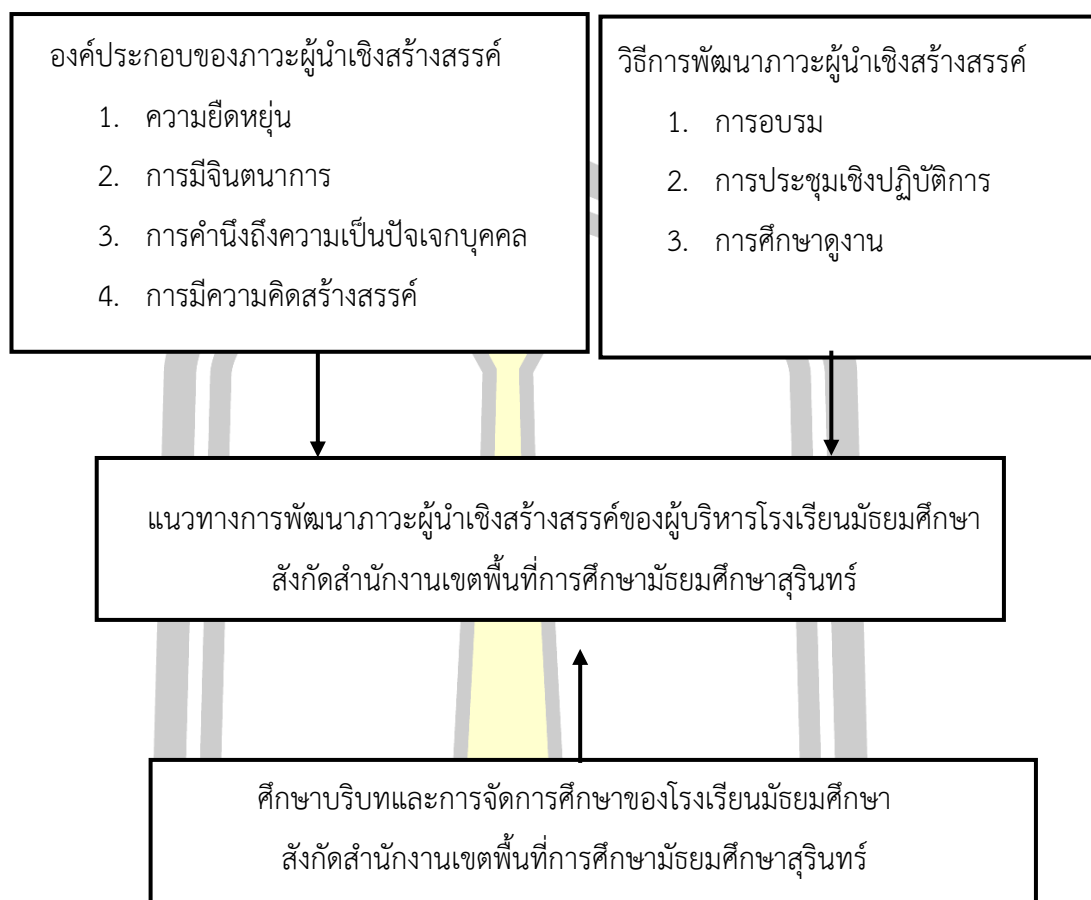 องค์ประกอบของภาวะผู้นำเชิงสร้างสรรค์
1. ความยืดหยุ่น
2. การมีจินตนาการ
3. การคำนึงถึงความเป็นปัจเจกบุคคล
4. การมีความคิดสร้างสรรค์
วิธีการพัฒนาภาวะผู้นำเชิงสร้างสรรค์
1. การอบรม
2. การประชุมเชิงปฏิบัติการ
3. การศึกษาดูงาน
แนวทางการพัฒนาภาวะผู้นำเชิงสร้างสรรค์ของผู้บริหารโรงเรียนมัธยมศึกษา
สังกัดสำนักงานเขตพื้นที่การศึกษามัธยมศึกษาสุรินทร์
ศึกษาบริบทและการจัดการศึกษาของโรงเรียนมัธยมศึกษา
สังกัดสำนักงานเขตพื้นที่การศึกษามัธยมศึกษาสุรินทร์